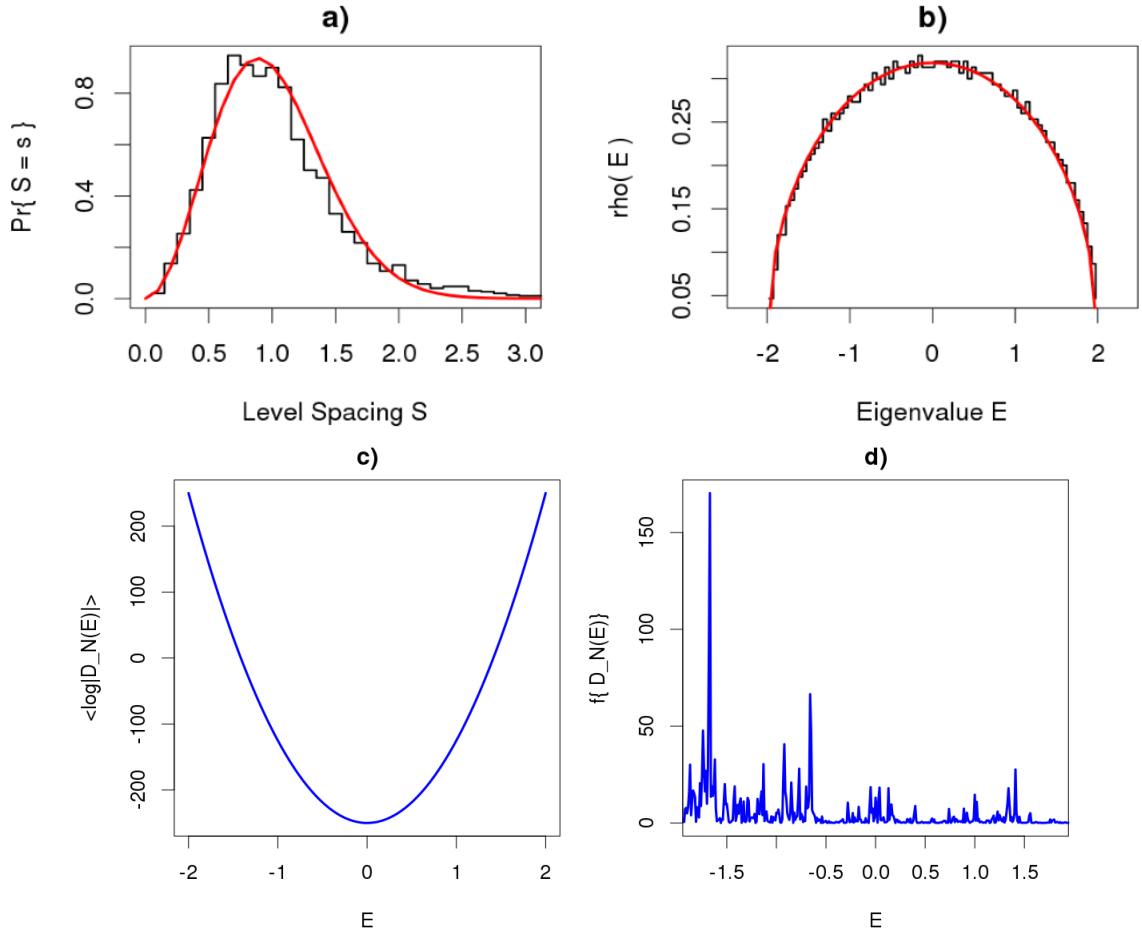 a)
Pr{ S = s }
0.0 0.4 0.8
0.0 0.5 1.0 1.5 2.0 2.5 3.0
Level Spacing S
b)
rho( E )
0.05 0.15 0.25
-2 -1 0 1 2
Eigenvalue E
c)
<log|D_N(E)|>
-200 -100 0 100 200
-2 -1 0 1 2
E
d)
f{ D_N(E)}
0 50 100 150
-1.5 -0.5 0.0 0.5 1.0 1.5
E